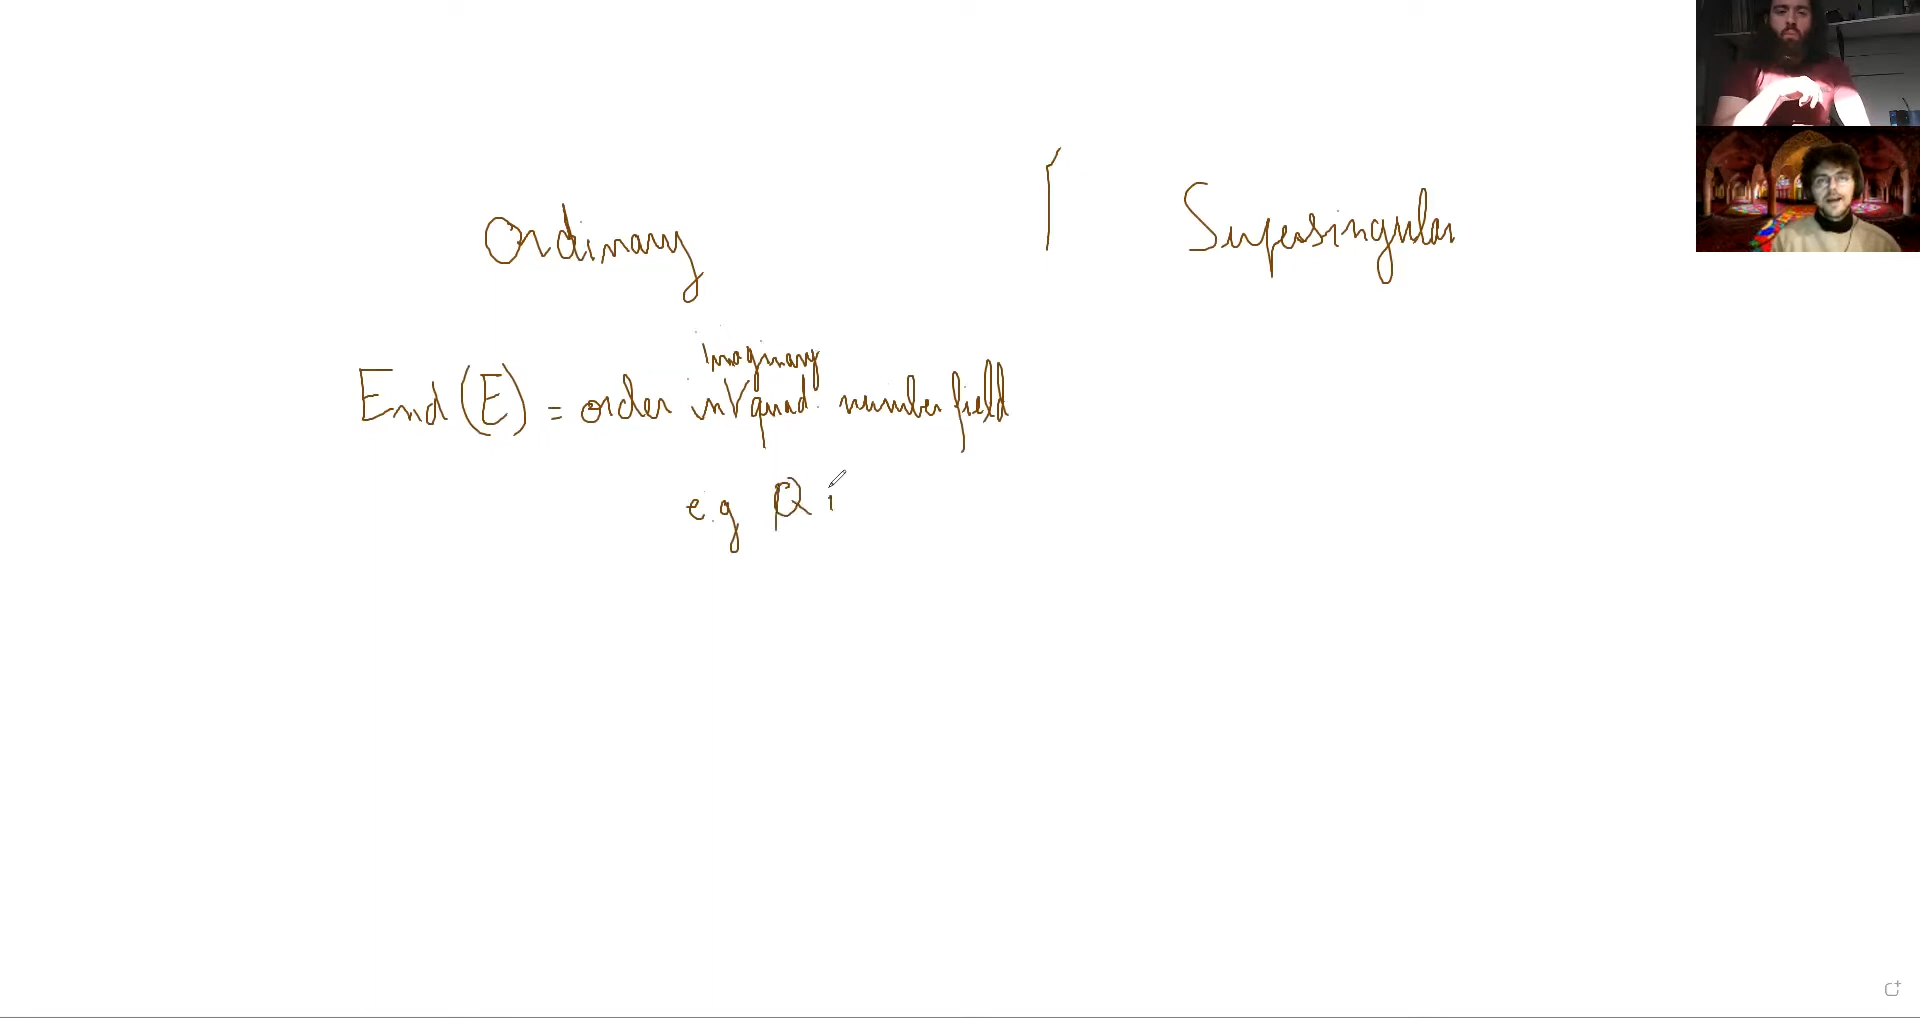 Ordinary
Supersingular
imaginary
End(E) = order in V quad. number field
e.g ℚ i